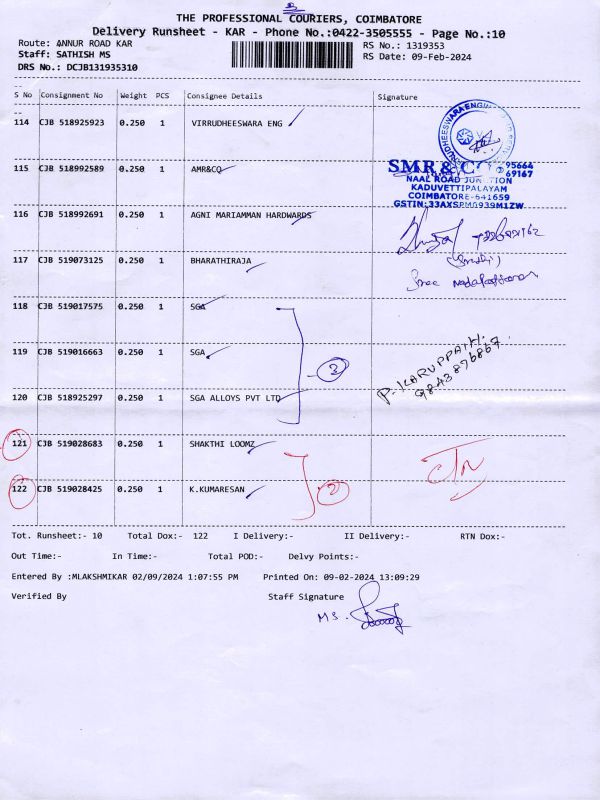 THE PROFESSIONAL COURIERS, COIMBATORE
Delivery Runsheet - KAR - Phone No.:0422-3505555 - Page No.:10
Route: ANNUR ROAD KAR
RS No.: 1319353
Staff: SATHISH MS
RS Date: 09-Feb-2024
DRS No.: DCJB131935310
S No Consignment No Weight PCS Consignee Details Signature
114 CJB 518925923 0.250 1 VIRRUDHEESWARA ENG
115 CJB 518992589 0.250 1 AMR&CO
SMR & C 95664
69167
NAAL ROAD JUNCTION
KADUVETTIPALAYAM
COIMBATORE-641659
GSTIN:33AXSPM0939M1ZW
116 CJB 518992691 0.250 1 AGNI MARIAMMAN HARDWARDS
117 CJB 519073125 0.250 1 BHARATHIRAJA
Sree
118 CJB 519017575 0.250 1 SGA
119 CJB 519016663 0.250 1 SGA
3
P. KARUPPAIAH.
9843896867
120 CJB 518925297 0.250 1 SGA ALLOYS PVT LTD
121 CJB 519028683 0.250 1 SHAKTHI LOOMZ
122 CJB 519028425 0.250 1 K.KUMARESAN
2
Tot. Runsheet:- 10 Total Dox:- 122 I Delivery:- II Delivery:- RTN Dox:-
Out Time:- In Time:- Total POD:- Delvy Points:-
Entered By :MLAKSHMIKAR 02/09/2024 1:07:55 PM Printed On: 09-02-2024 13:09:29
Verified By Staff Signature
MS.